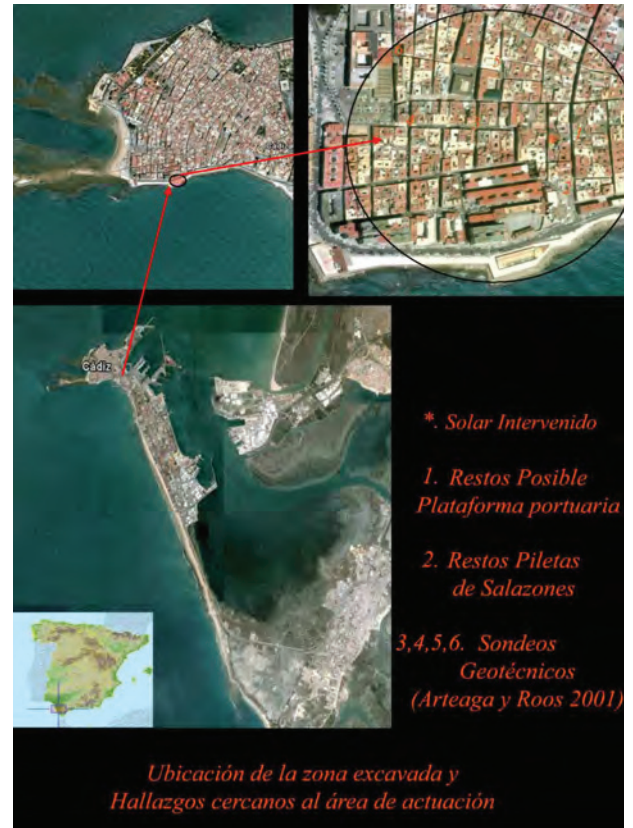 Cádiz
*. Solar Intervenido
1. Restos Posible
Plataforma portuaria
2. Restos Piletas
de Salazones
3,4,5,6. Sondeos
Geotécnicos
(Arteaga y Roos 2001)
Ubicación de la zona excavada y
Hallazgos cercanos al área de actuación